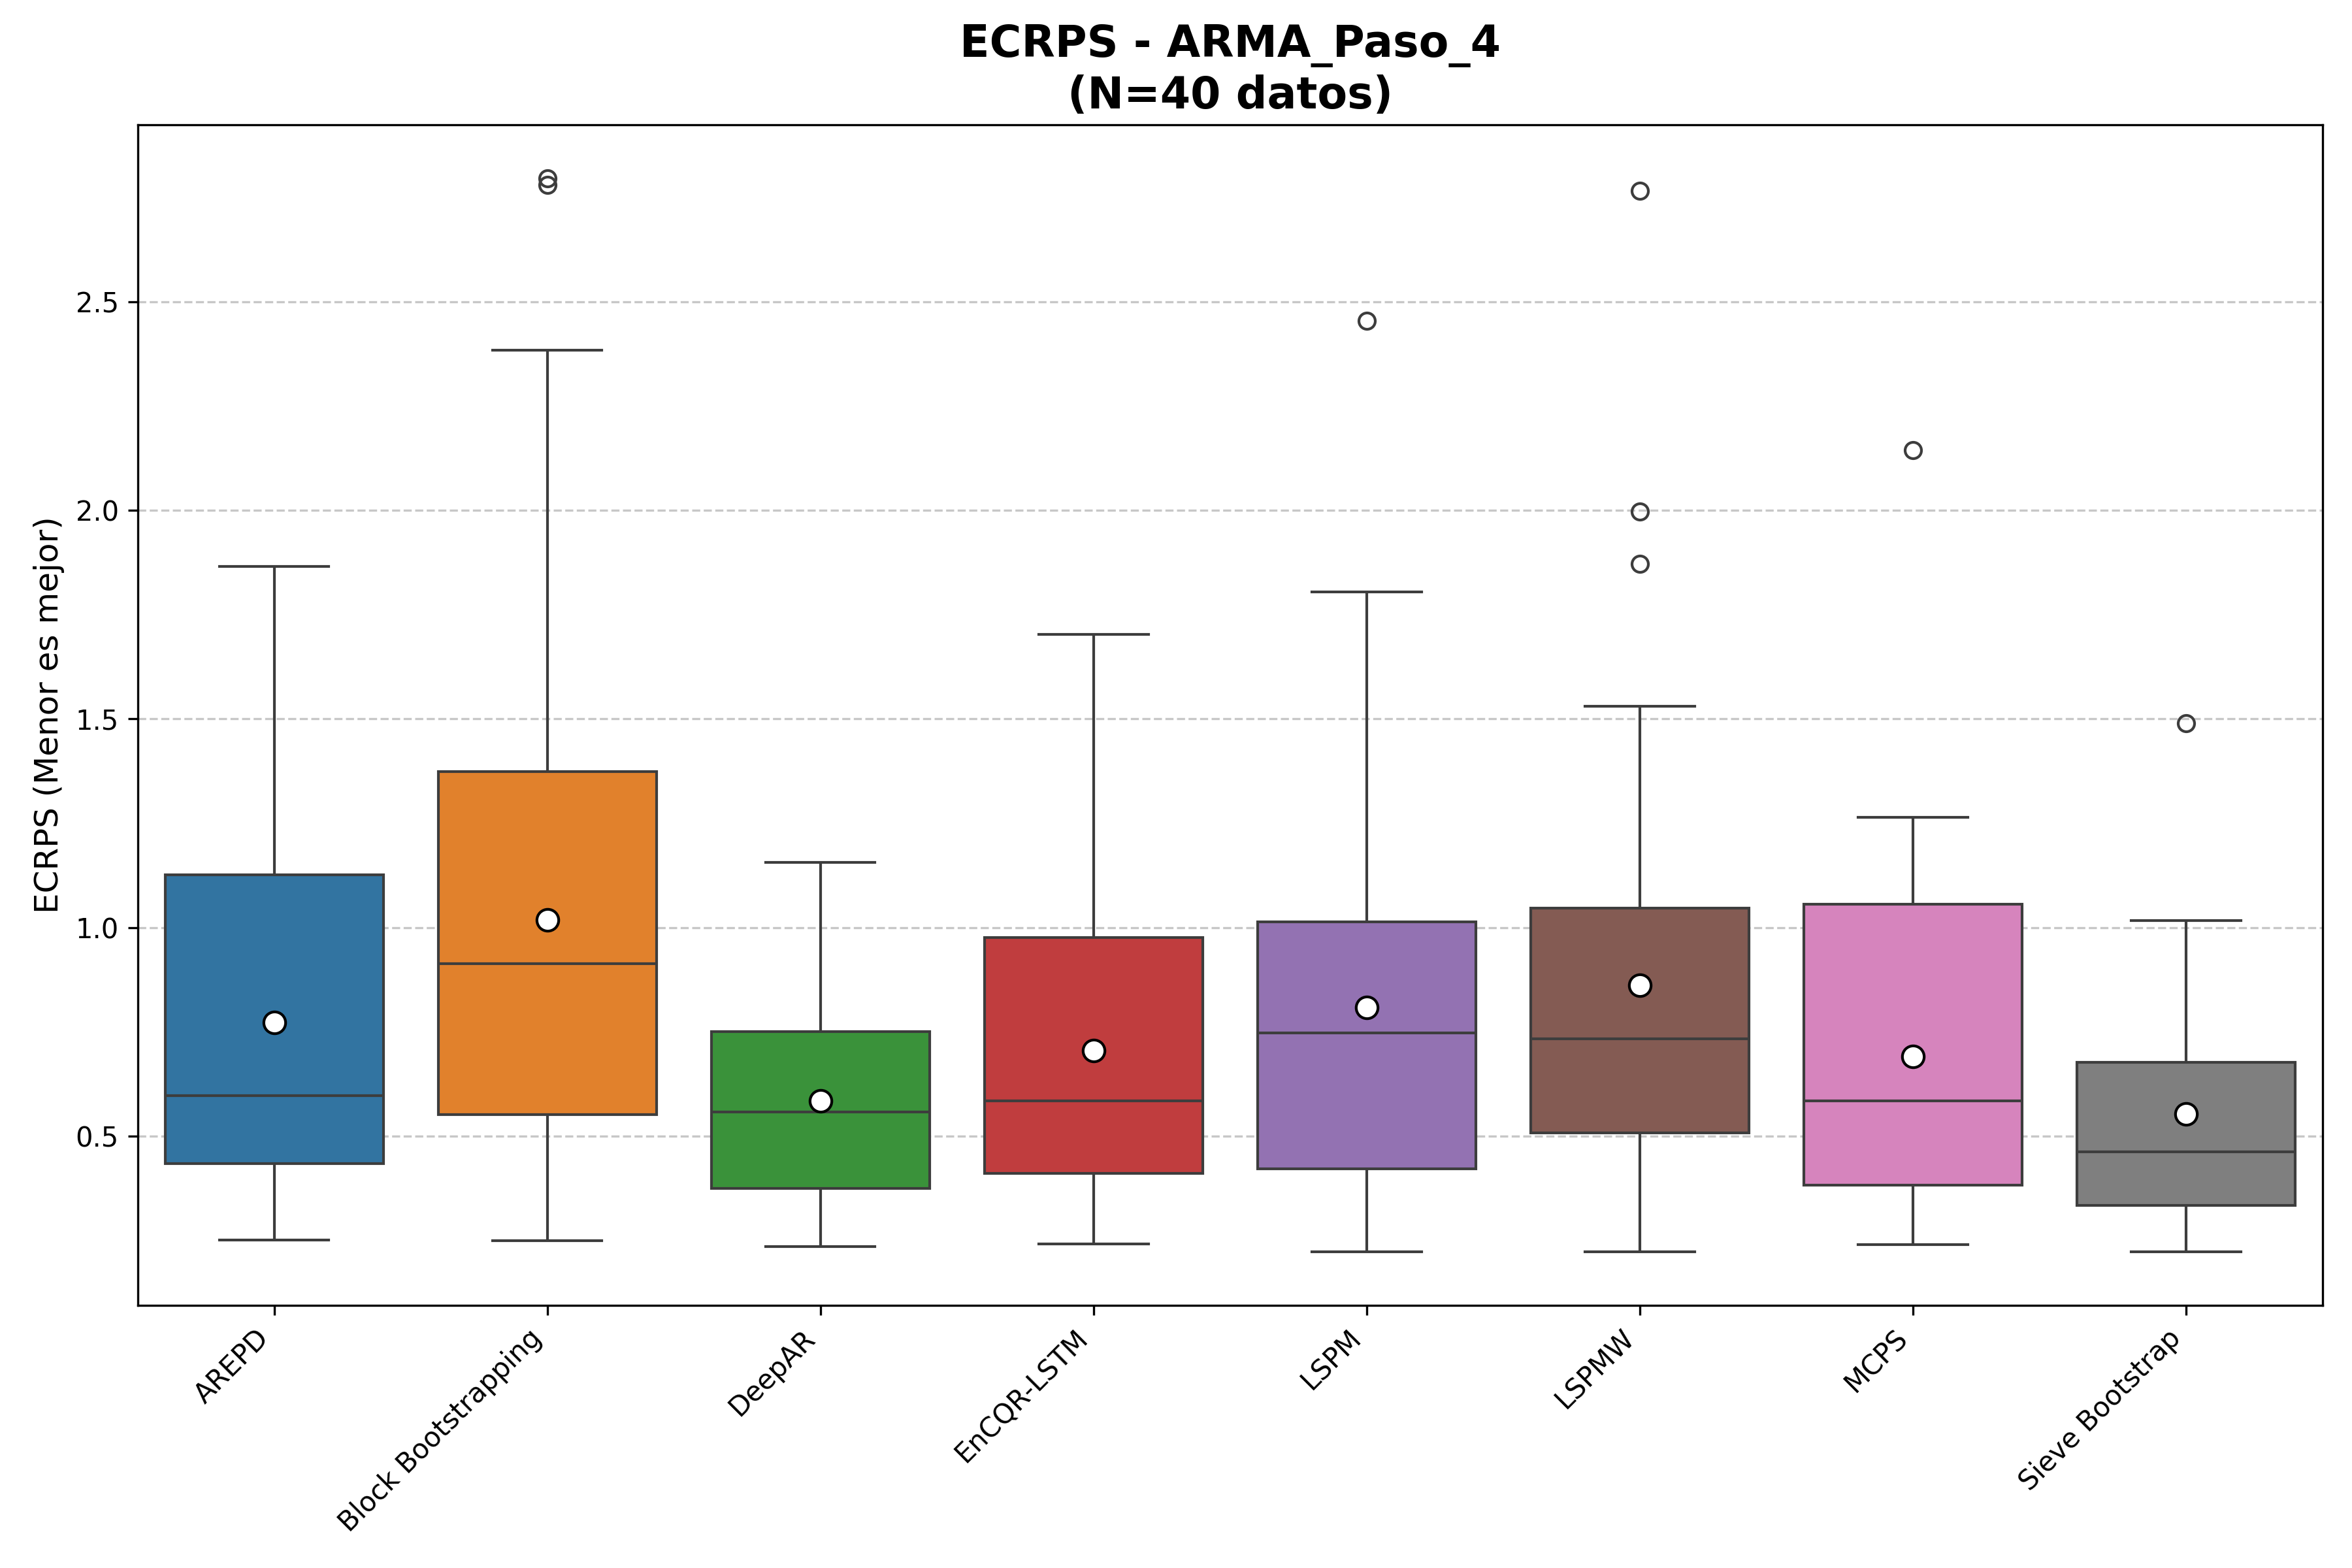 ECRPS - ARMA_Paso_4
(N=40 datos)
ECRPS (Menor es mejor)
2.5
2.0
1.5
1.0
0.5
AREPD
Block Bootstrapping
DeepAR
EnCQR-LSTM
LSPM
LSPMW
MCPS
Sieve Bootstrap